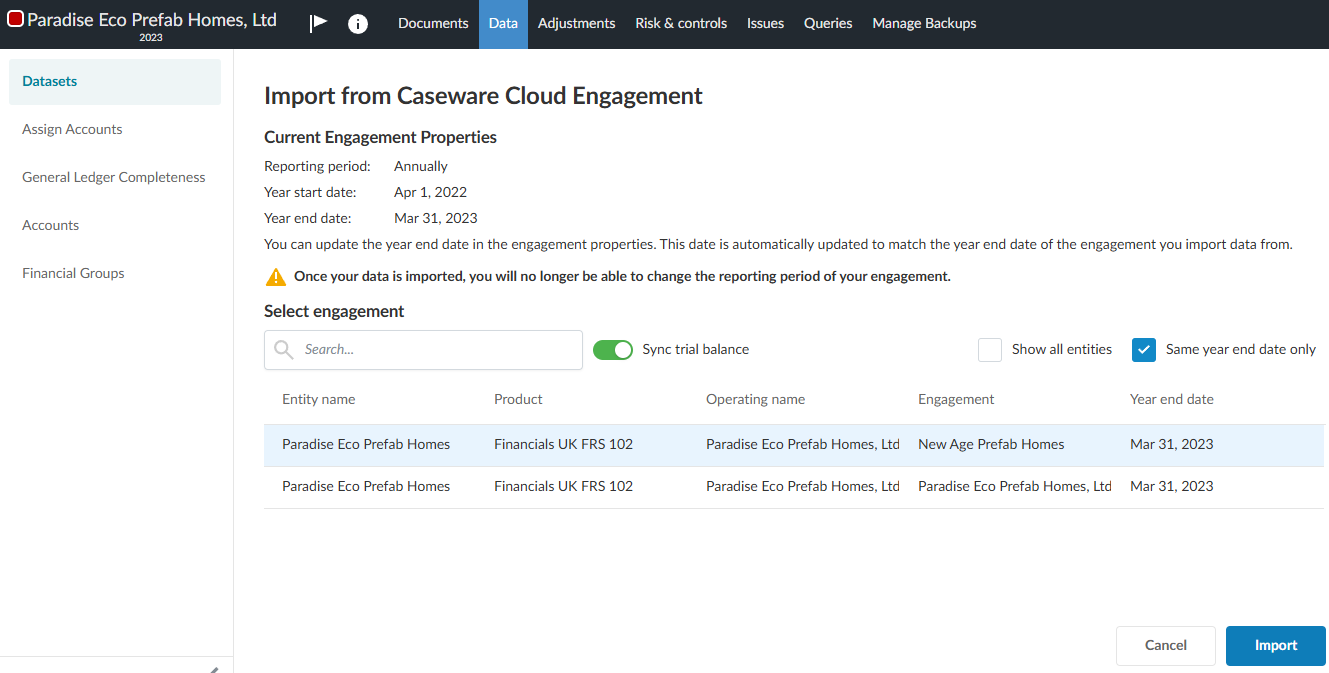 Paradise Eco Prefab Homes, Ltd
2023
Documents
Data
Adjustments
Risk & controls
Issues
Queries
Manage Backups
Datasets
Assign Accounts
General Ledger Completeness
Accounts
Financial Groups
Import from Caseware Cloud Engagement
Current Engagement Properties
Reporting period: Annually
Year start date: Apr 1, 2022
Year end date: Mar 31, 2023
You can update the year end date in the engagement properties. This date is automatically updated to match the year end date of the engagement you import data from.
Once your data is imported, you will no longer be able to change the reporting period of your engagement.
Select engagement
Search...
Sync trial balance
Show all entities
Same year end date only
Entity name Product Operating name Engagement Year end date
Paradise Eco Prefab Homes Financials UK FRS 102 Paradise Eco Prefab Homes, Ltd New Age Prefab Homes Mar 31, 2023
Paradise Eco Prefab Homes Financials UK FRS 102 Paradise Eco Prefab Homes, Ltd Paradise Eco Prefab Homes, Ltd Mar 31, 2023
Cancel
Import